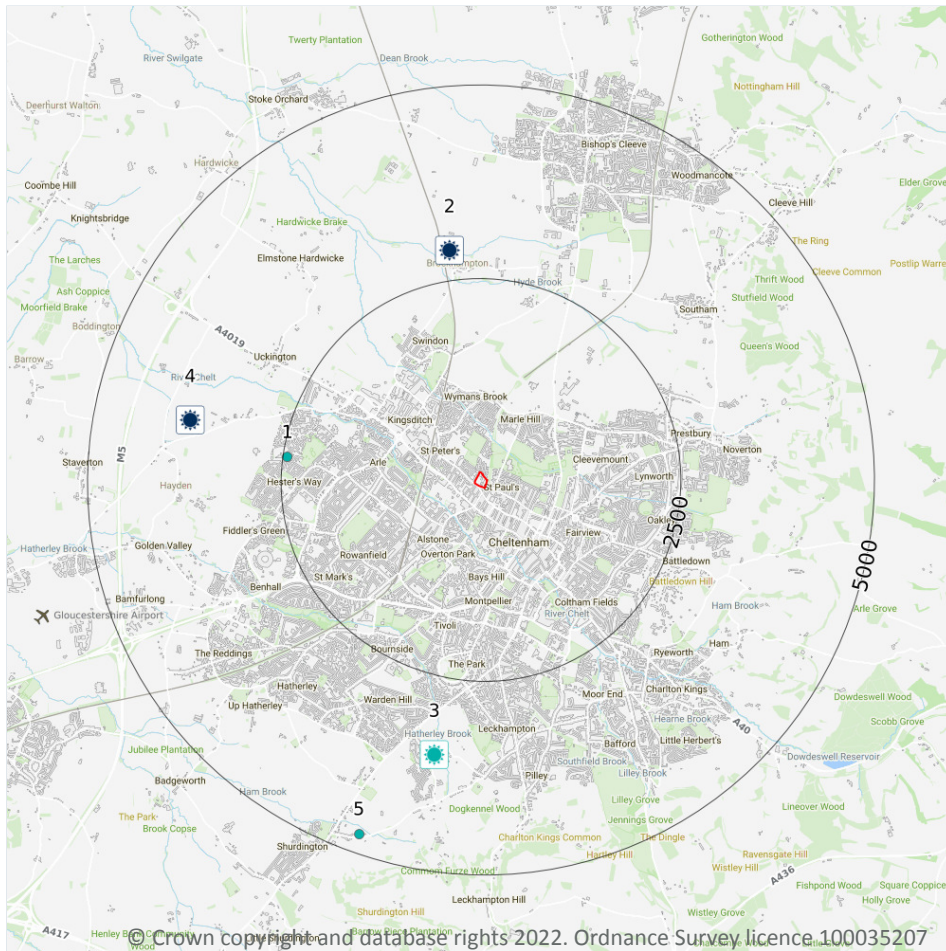 Twerty Plantation
Gotherington Wood
River Swilgate
Dean Brook
Nottingham Hill
Stoke Orchard
Deerhurst Walton
Bishop's Cleeve
Hardwicke
Woodmancote
Coombe Hill
Elder Grove
Cleeve Hill
Knightsbridge
2
Hardwicke Brake
The Ring
Elmstone Hardwicke
The Larches
Cleeve Common
Postlip Warre
Hyde Brook
Thrift Wood
Ash Coppice
Stutfield Wood
Moorfield Brake
Southam
Boddington
A4019
Swindon
Queen's Wood
Barrow
Uckington
4
River Chelt
Wymans Brook
Kingsditch
Marle Hill
1
Prestbury
St Peter's
Noverton
M5
Staverton
Arle
Cleevemount
Hester's Way
Lynworth
Hayden
St Paul's
2500
Fiddler's Green
Oakle
Alstone
Fairview
Hatherley Brook
Golden Valley
Cheltenham
Rowanfield
Overton Park
5000
Battledown
St Mark's
Bays Hill
Benhall
Battledown Hill
Arle Grove
Bamfurlong
Montpellier
Coltham Fields
Ham Brook
Gloucestershire Airport
River Chelt
Tivoli
Ham
Bournside
The Reddings
Ryeworth
The Park
Hatherley
Charlton Kings
Dowdeswell Wood
Moor End
Warden Hill
Up Hatherley
3
Hearne Brook
Scobb Grove
A40
Leckhampton
Hatherley Brook
Bafford
Little Herbert's
Jubilee Plantation
Dowdeswell Reservoir
Southfield Brook
Badgeworth
Pilley
Lilley Brook
Ham Brook
Lilley Grove
Lineover Wood
5
Dogkennel Wood
The Park
Jennings Grove
Brook Copse
Charlton Kings Common
The Dingle
Shurdington
Hartley Hill
Ravensgate Hill
Wistley Hill
Common Furze Wood
A436
Fishpond Wood
Square Coppice
Leckhampton Hill
Holly Grove
Shurdington Hill
Wistley Grove
A417
© Crown copyright and database rights 2022. Ordnance Survey licence 100035207